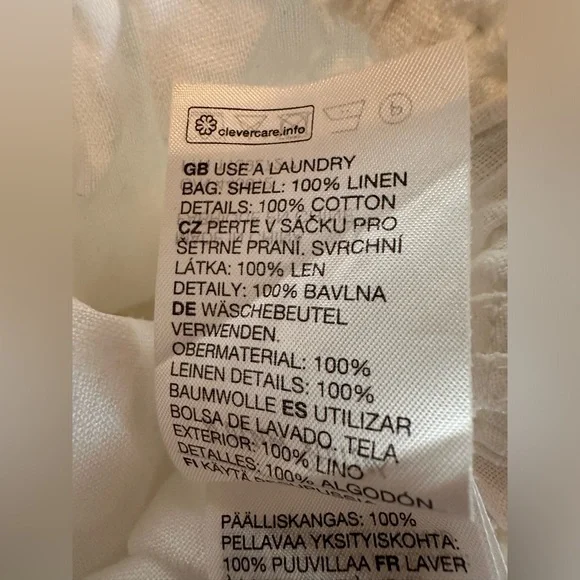 clevercare.info
GB USE A LAUNDRY
BAG. SHELL: 100% LINEN
DETAILS: 100% COTTON
CZ PERTE V SÁČKU PRO
ŠETRNÉ PRANÍ. SVRCHNÍ
LÁTKA: 100% LEN
DETAILY: 100% BAVLNA
DE WÄSCHEBEUTEL
VERWENDEN.
OBERMATERIAL: 100%
LEINEN DETAILS: 100%
BAUMWOLLE ES UTILIZAR
BOLSA DE LAVADO. TELA
EXTERIOR: 100% LINO
DETALLES: 100% ALGODÓN
FI KÄYTÄ
PÄÄLLISKANGAS: 100%
PELLAVAA YKSITYISKOHTA:
100% PUUVILLAA FR LAVER